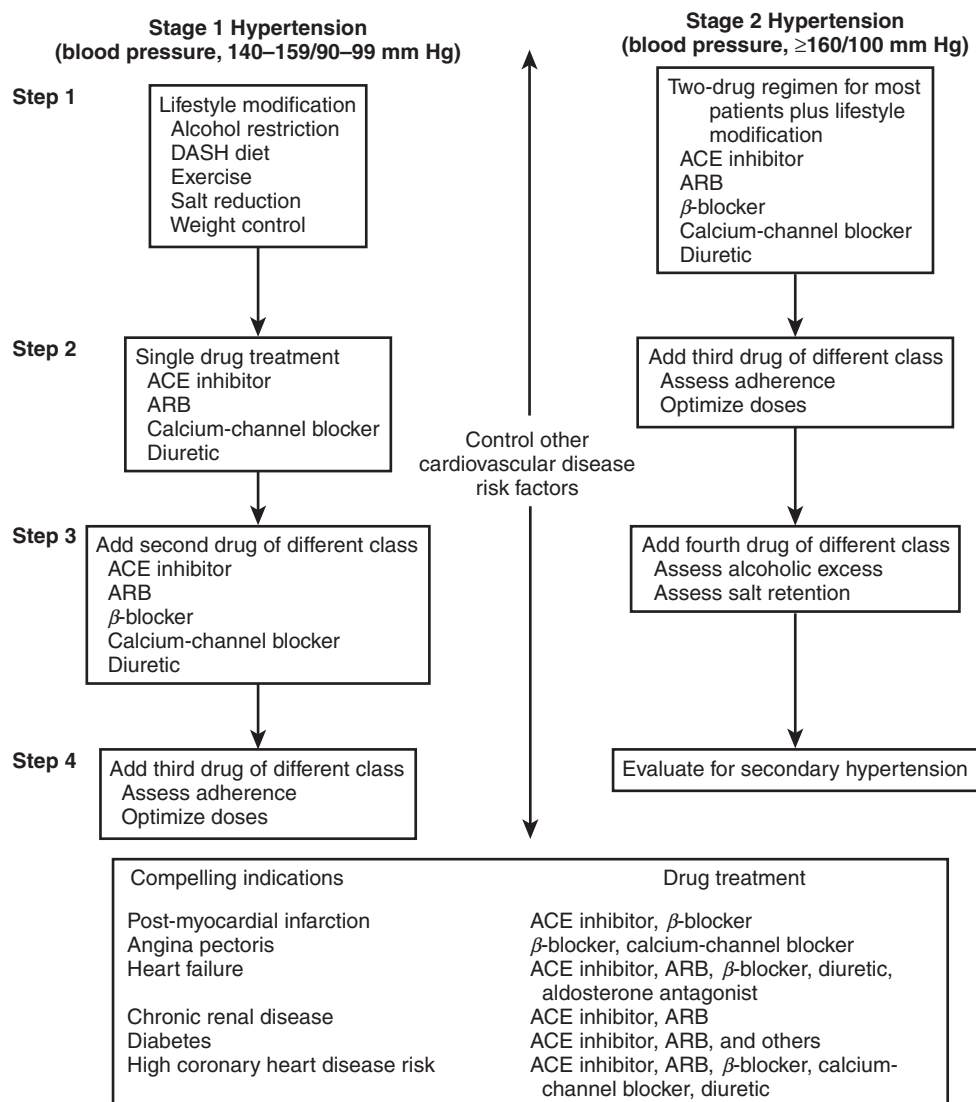 Stage 1 Hypertension
(blood pressure, 140–159/90–99 mm Hg)
Step 1
Lifestyle modification
Alcohol restriction
DASH diet
Exercise
Salt reduction
Weight control
Step 2
Single drug treatment
ACE inhibitor
ARB
Calcium-channel blocker
Diuretic
Step 3
Add second drug of different class
ACE inhibitor
ARB
β-blocker
Calcium-channel blocker
Diuretic
Step 4
Add third drug of different class
Assess adherence
Optimize doses
Control other
cardiovascular disease
risk factors
Stage 2 Hypertension
(blood pressure, ≥160/100 mm Hg)
Two-drug regimen for most
patients plus lifestyle
modification
ACE inhibitor
ARB
β-blocker
Calcium-channel blocker
Diuretic
Add third drug of different class
Assess adherence
Optimize doses
Add fourth drug of different class
Assess alcoholic excess
Assess salt retention
Evaluate for secondary hypertension
Compelling indications Drug treatment
Post-myocardial infarction ACE inhibitor, β-blocker
Angina pectoris β-blocker, calcium-channel blocker
Heart failure ACE inhibitor, ARB, β-blocker, diuretic,
aldosterone antagonist
Chronic renal disease ACE inhibitor, ARB
Diabetes ACE inhibitor, ARB, and others
High coronary heart disease risk ACE inhibitor, ARB, β-blocker, calcium-
channel blocker, diuretic